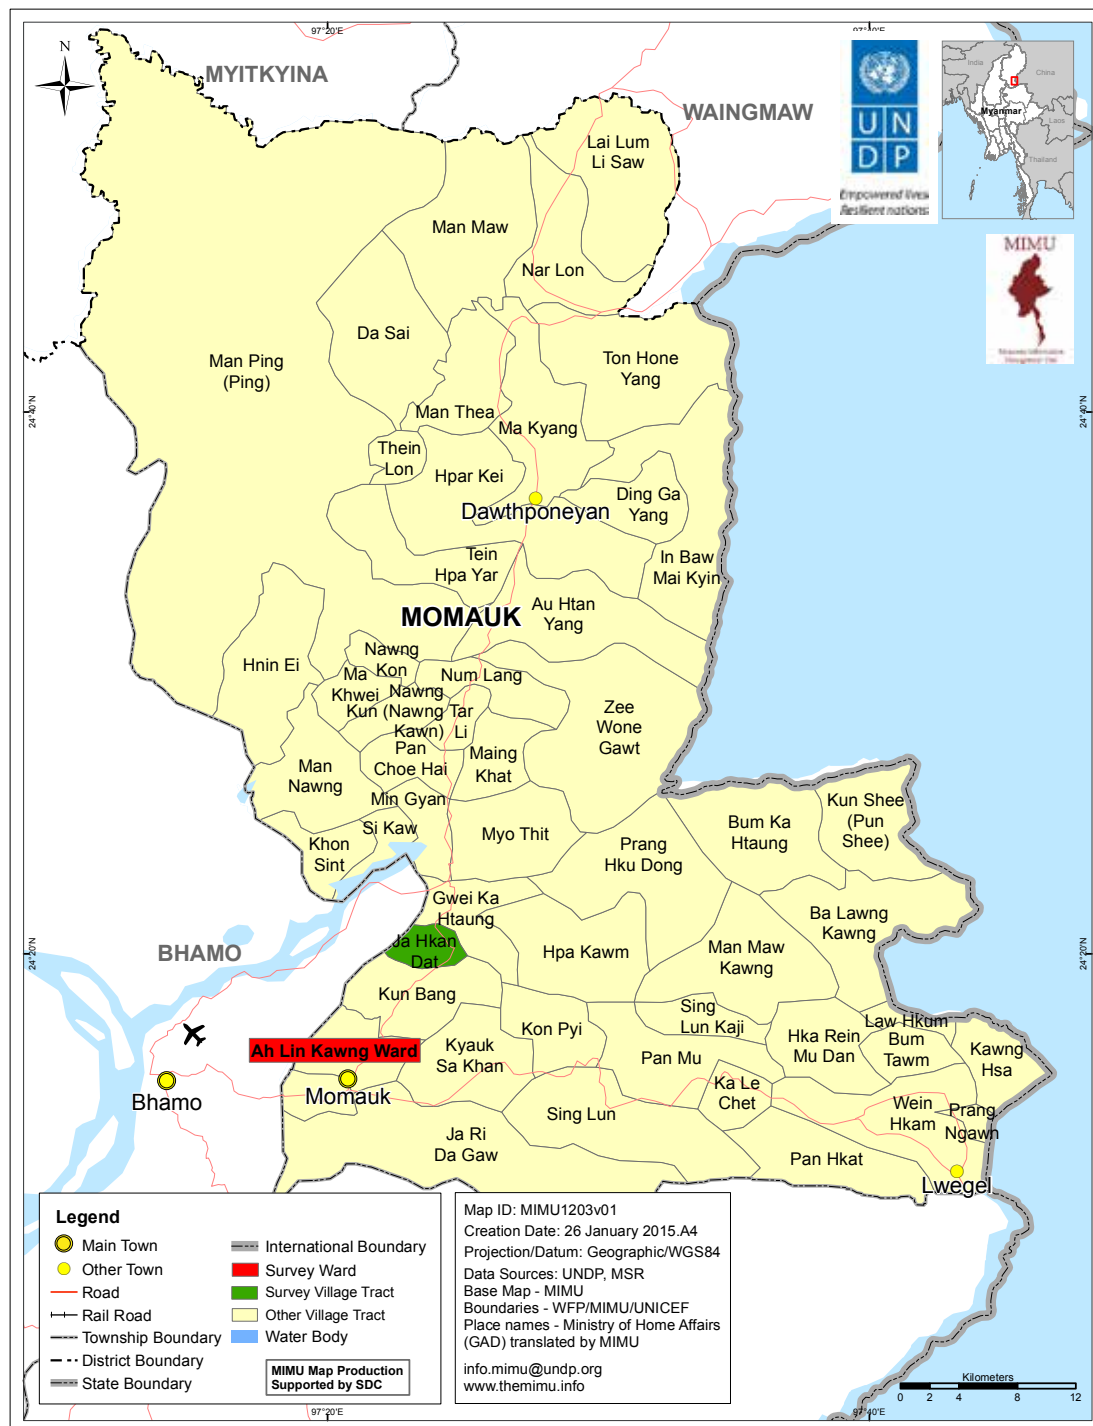 97°20'E
97°40'E
N
MYITKYINA
WAINGMAW
UN
DP
Empowered lives
Resilient nations
India
China
Myanmar
Laos
Thailand
MIMU
Lai Lum
Li Saw
Man Maw
Nar Lon
Da Sai
Man Ping
(Ping)
Ton Hone
Yang
24°40'N
24°40'N
Man Thea
Ma Kyang
Thein
Lon
Hpar Kei
Ding Ga
Yang
Dawthponeyan
Tein
Hpa Yar
In Baw
Mai Kyin
MOMAUK
Au Htan
Yang
Hnin Ei
Nawng
Kon
Num Lang
Ma
Khwei
Kun
Nawng
(Nawng
Kawn)
Tar
Li
Zee
Wone
Gawt
Pan
Choe Hai
Maing
Khat
Man
Nawng
Min Gyan
Si Kaw
Khon
Sint
Myo Thit
Prang
Hku Dong
Bum Ka
Htaung
Kun Shee
(Pun
Shee)
Gwei Ka
Htaung
Ba Lawng
Kawng
BHAMO
Ja Hkan
Dat
Hpa Kawm
Man Maw
Kawng
24°20'N
24°20'N
Kun Bang
Sing
Lun Kaji
Kon Pyi
Hka Rein
Mu Dan
Law Hkum
Bum
Tawm
Kawng
Hsa
Ah Lin Kawng Ward
Kyauk
Sa Khan
Pan Mu
Ka Le
Chet
Bhamo
Momauk
Sing Lun
Wein
Hkam
Prang
Ngawn
Ja Ri
Da Gaw
Pan Hkat
Lwegel
Legend
Main Town
Other Town
Road
Rail Road
Township Boundary
District Boundary
State Boundary
International Boundary
Survey Ward
Survey Village Tract
Other Village Tract
Water Body
MIMU Map Production
Supported by SDC
Map ID: MIMU1203v01
Creation Date: 26 January 2015.A4
Projection/Datum: Geographic/WGS84
Data Sources: UNDP, MSR
Base Map - MIMU
Boundaries - WFP/MIMU/UNICEF
Place names - Ministry of Home Affairs
(GAD) translated by MIMU
info.mimu@undp.org
www.themimu.info
Kilometers
0 2 4 8 12
97°20'E
97°40'E